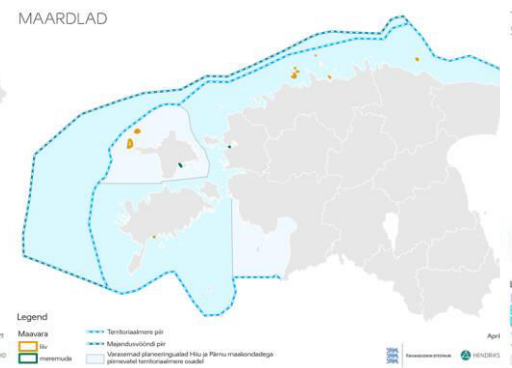 MAARDLAD
Legend
Maavara
liiv
meremuda
Territoriaalmere piir
Majandusvööndi piir
Varasemad planeeringualad Hiiu ja Pärnu maakondadega
piirnevatel territoriaalmere osadel
April
HENDRIKS